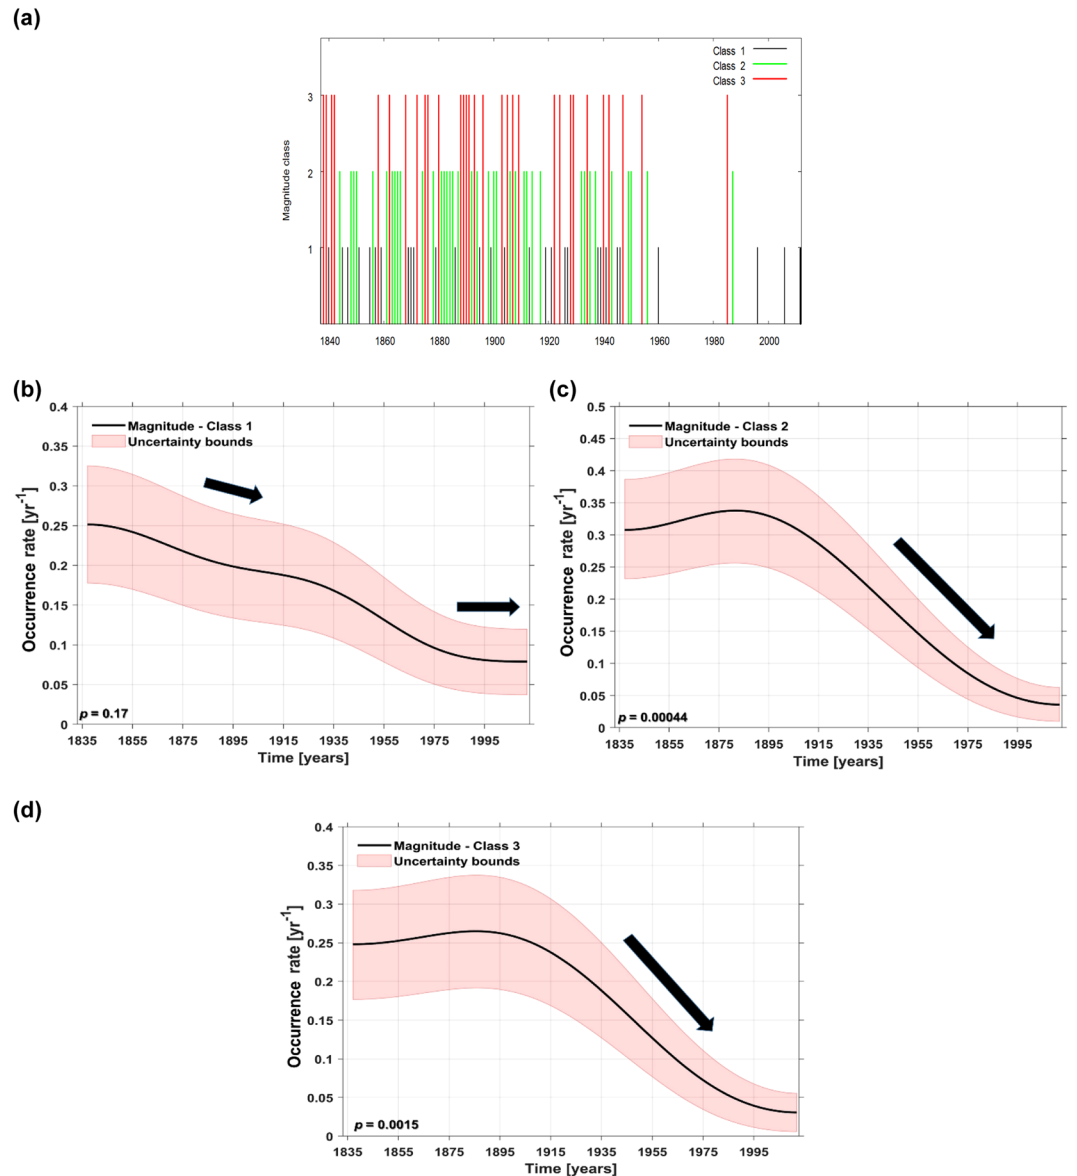 (a)
Class 1
Class 2
Class 3
Magnitude class
3
2
1
1840 1860 1880 1900 1920 1940 1960 1980 2000
(b)
0.4
0.35
0.3
0.25
0.2
0.15
0.1
0.05
0
Occurrence rate [yr-1]
Magnitude - Class 1
Uncertainty bounds
p = 0.17
1835 1855 1875 1895 1915 1935 1955 1975 1995
Time [years]
(c)
0.5
0.45
0.4
0.35
0.3
0.25
0.2
0.15
0.1
0.05
0
Occurrence rate [yr-1]
Magnitude - Class 2
Uncertainty bounds
p = 0.00044
1835 1855 1875 1895 1915 1935 1955 1975 1995
Time [years]
(d)
0.4
0.35
0.3
0.25
0.2
0.15
0.1
0.05
0
Occurrence rate [yr-1]
Magnitude - Class 3
Uncertainty bounds
p = 0.0015
1835 1855 1875 1895 1915 1935 1955 1975 1995
Time [years]